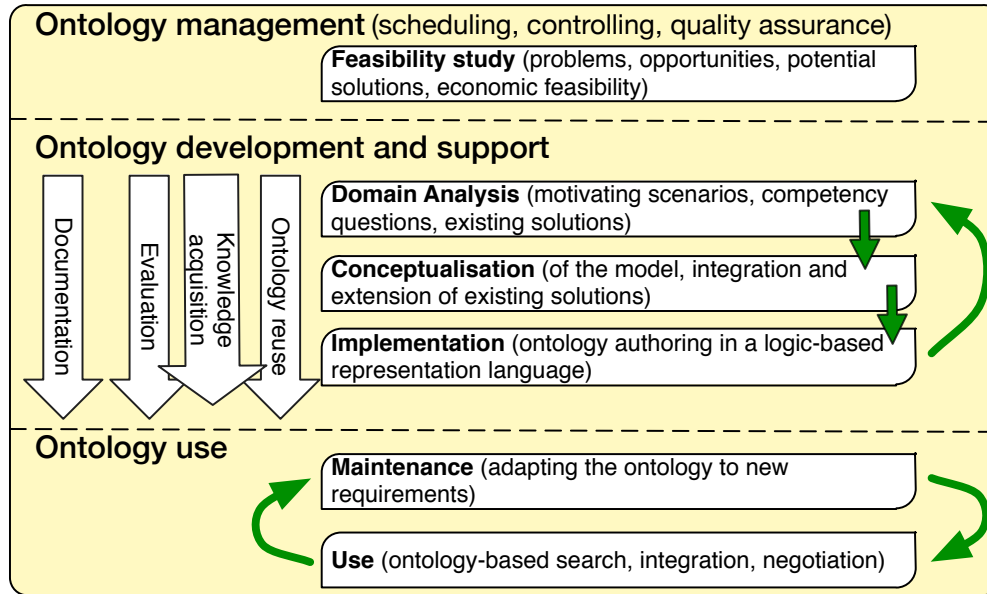 Ontology management (scheduling, controlling, quality assurance)
Feasibility study (problems, opportunities, potential
solutions, economic feasibility)
Ontology development and support
Documentation
Evaluation
Knowledge
acquisition
Ontology reuse
Domain Analysis (motivating scenarios, competency
questions, existing solutions)
Conceptualisation (of the model, integration and
extension of existing solutions)
Implementation (ontology authoring in a logic-based
representation language)
Ontology use
Maintenance (adapting the ontology to new
requirements)
Use (ontology-based search, integration, negotiation)